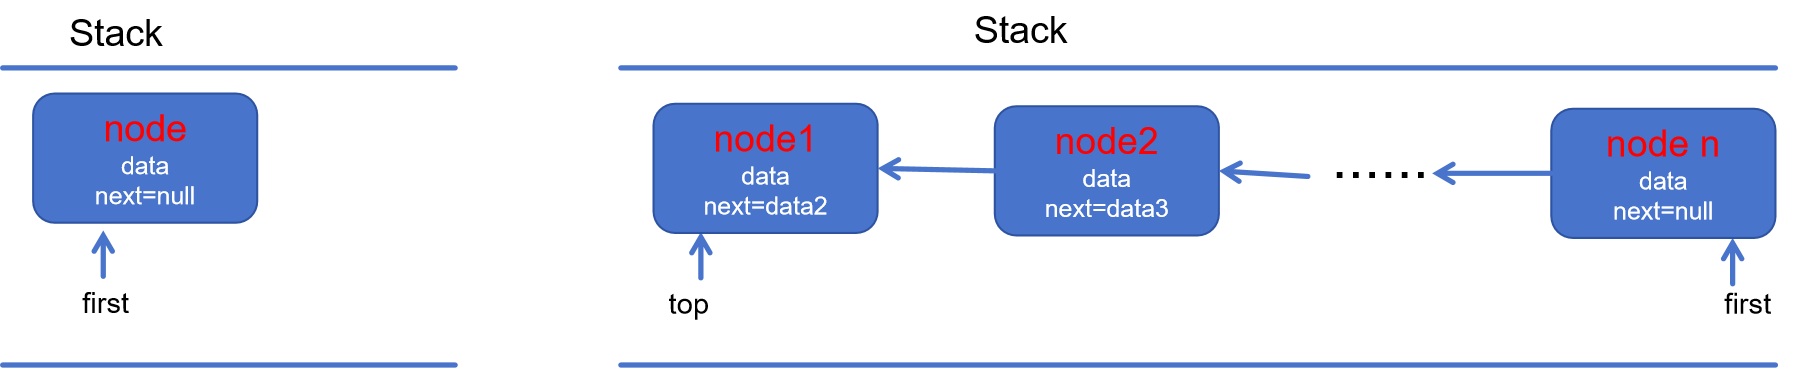 Stack
node
data
next=null
first
Stack
node1
data
next=data2
top
node2
data
next=data3
......
node n
data
next=null
first